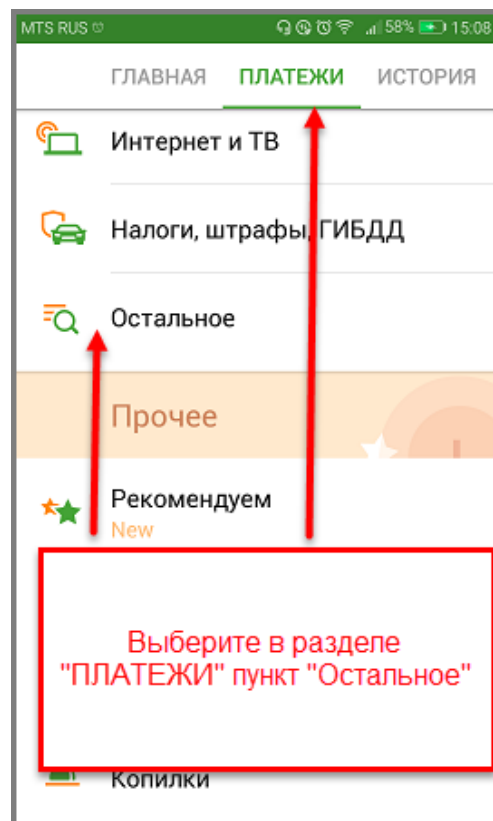 MTS RUS 58% 15:08
ГЛАВНАЯ ПЛАТЕЖИ ИСТОРИЯ
Интернет и ТВ
Налоги, штрафы, ГИБДД
Остальное
Прочее
Рекомендуем
New
Выберите в разделе
"ПЛАТЕЖИ" пункт "Остальное"
Копилки